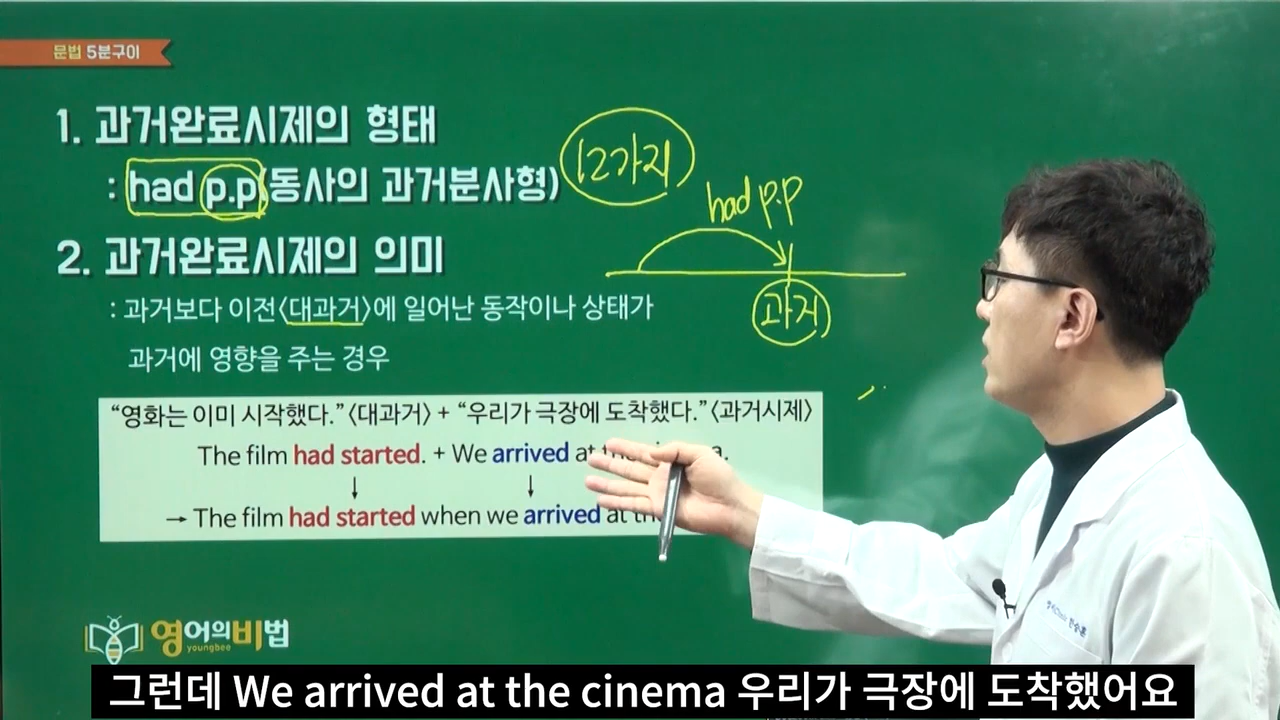 문법 5분구이
1. 과거완료시제의 형태
: had p.p(동사의 과거분사형)
12가지
had p.p
2. 과거완료시제의 의미
과거
: 과거보다 이전<대과거>에 일어난 동작이나 상태가
과거에 영향을 주는 경우
“영화는 이미 시작했다.”<대과거> + “우리가 극장에 도착했다.”<과거시제>
The film had started. + We arrived at
↓ ↓
→ The film had started when we arrived at
영어의비법
youngbee
그런데 We arrived at the cinema 우리가 극장에 도착했어요